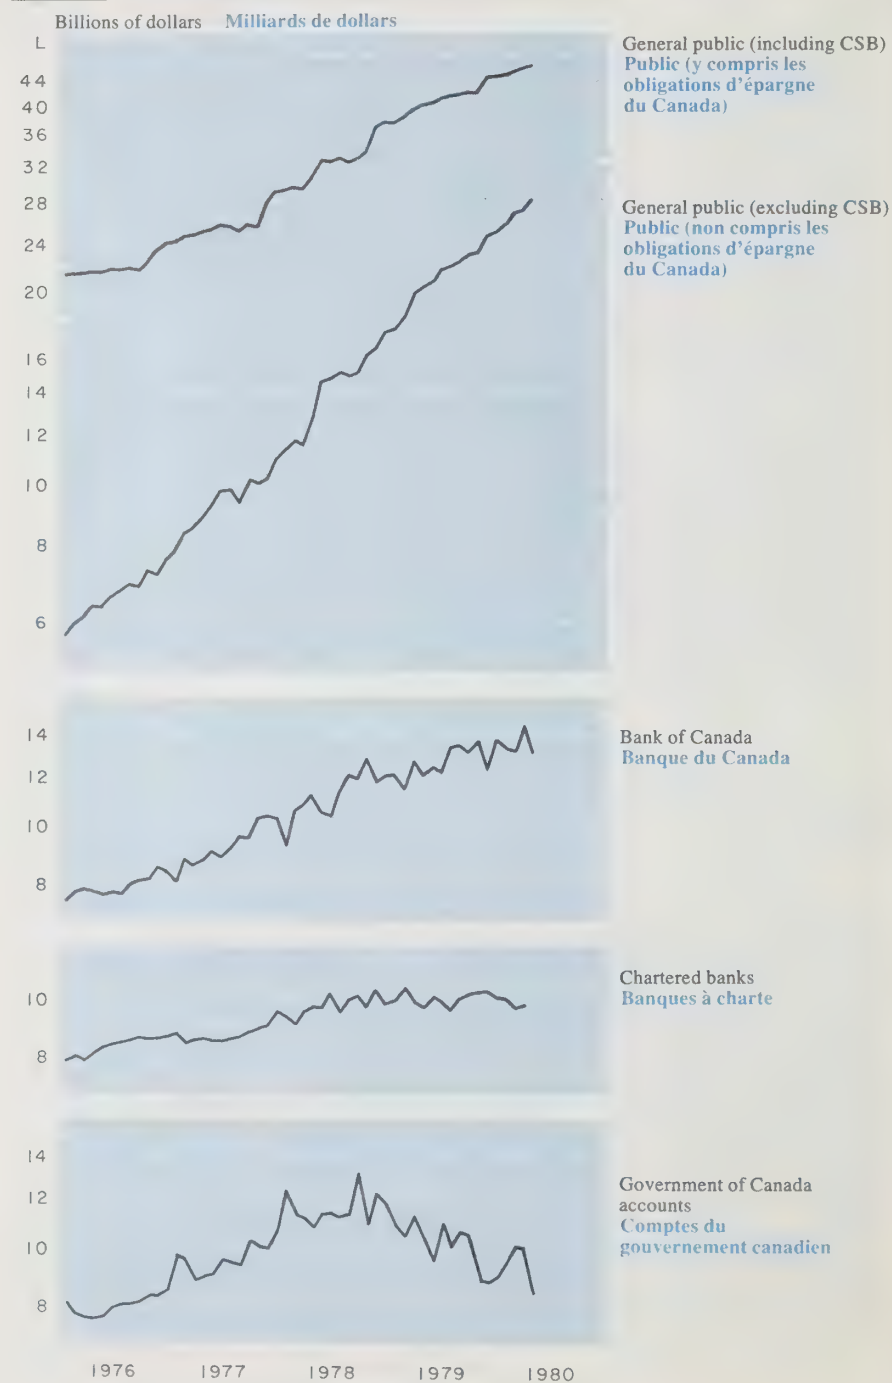 Billions of dollars Milliards de dollars
L
44
40
36
32
28
24
20
16
14
12
10
8
6
General public (including CSB)
Public (y compris les
obligations d'épargne
du Canada)
General public (excluding CSB)
Public (non compris les
obligations d'épargne
du Canada)
14
12
10
8
Bank of Canada
Banque du Canada
10
8
Chartered banks
Banques à charte
14
12
10
8
Government of Canada
accounts
Comptes du
gouvernement canadien
1976 1977 1978 1979 1980